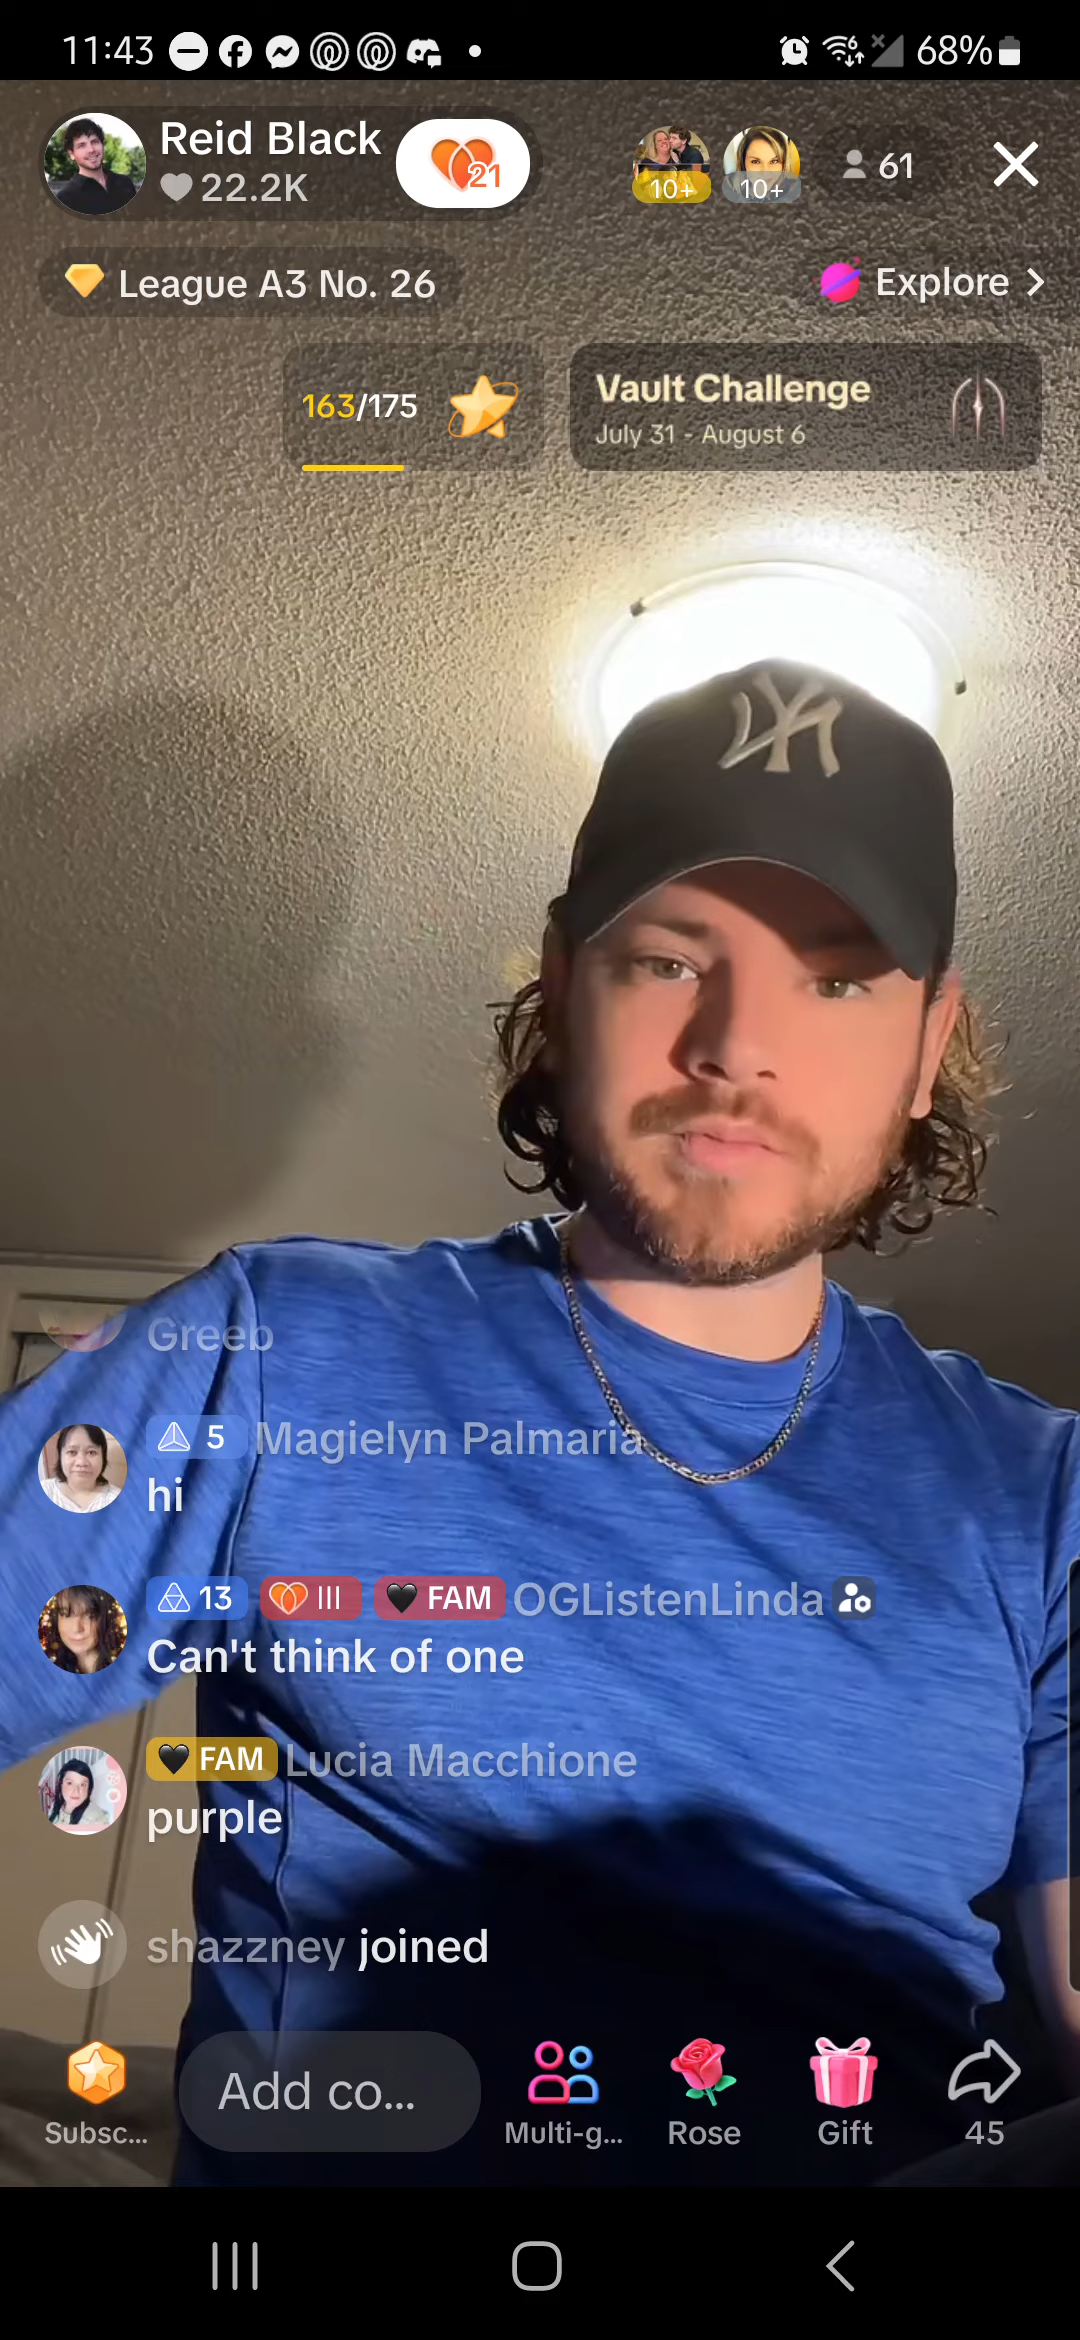 11:43
68%
Reid Black
22.2K
21
10+
10+
61
League A3 No. 26
Explore
163/175
Vault Challenge
July 31 - August 6
NY
Greeb
5 Magielyn Palmaria
hi
13 III FAM OGListenLinda
Can't think of one
FAM Lucia Macchione
purple
shazzney joined
Subsc...
Add co...
Multi-g...
Rose
Gift
45